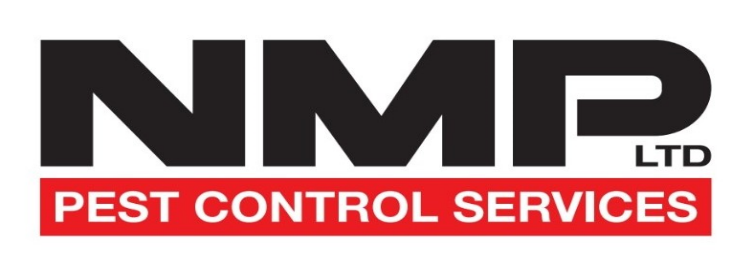 NMP
LTD
PEST CONTROL SERVICES